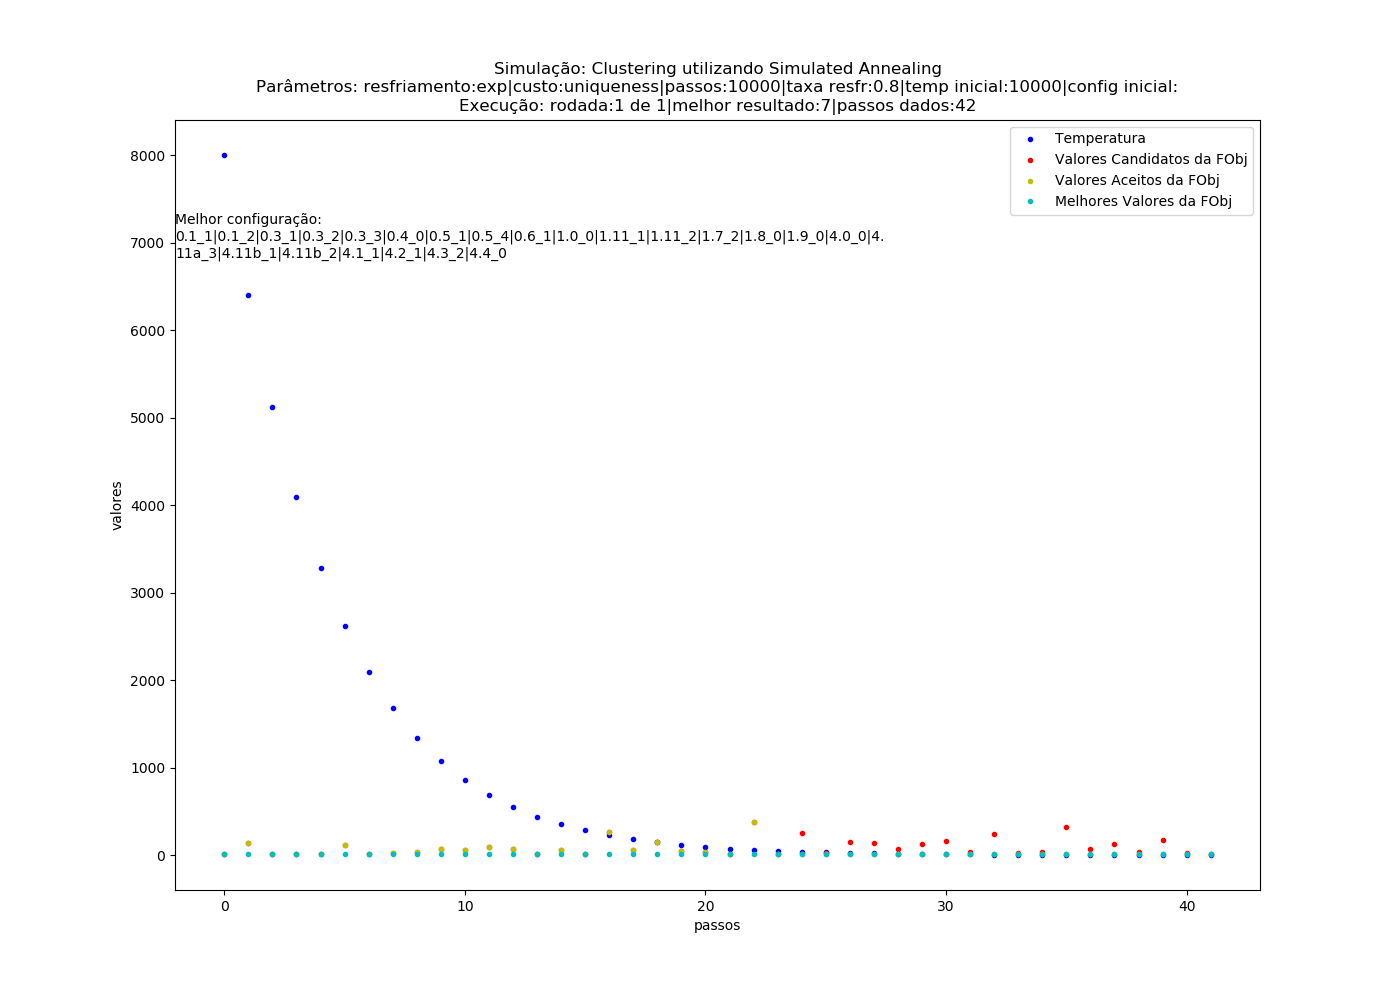 Simulação: Clustering utilizando Simulated Annealing
Parâmetros: resfriamento:exp|custo:uniqueness|passos:10000|taxa resfr:0.8|temp inicial:10000|config inicial:
Execução: rodada:1 de 1|melhor resultado:7|passos dados:42
Temperatura
Valores Candidatos da FObj
Valores Aceitos da FObj
Melhores Valores da FObj
8000
Melhor configuração:
0.1_1|0.1_2|0.3_1|0.3_2|0.3_3|0.4_0|0.5_1|0.5_4|0.6_1|1.0_0|1.11_1|1.11_2|1.7_2|1.8_0|1.9_0|4.0_0|4.
11a_3|4.11b_1|4.11b_2|4.1_1|4.2_1|4.3_2|4.4_0
7000
6000
5000
4000
3000
2000
1000
0
valores
0 10 20 30 40
passos